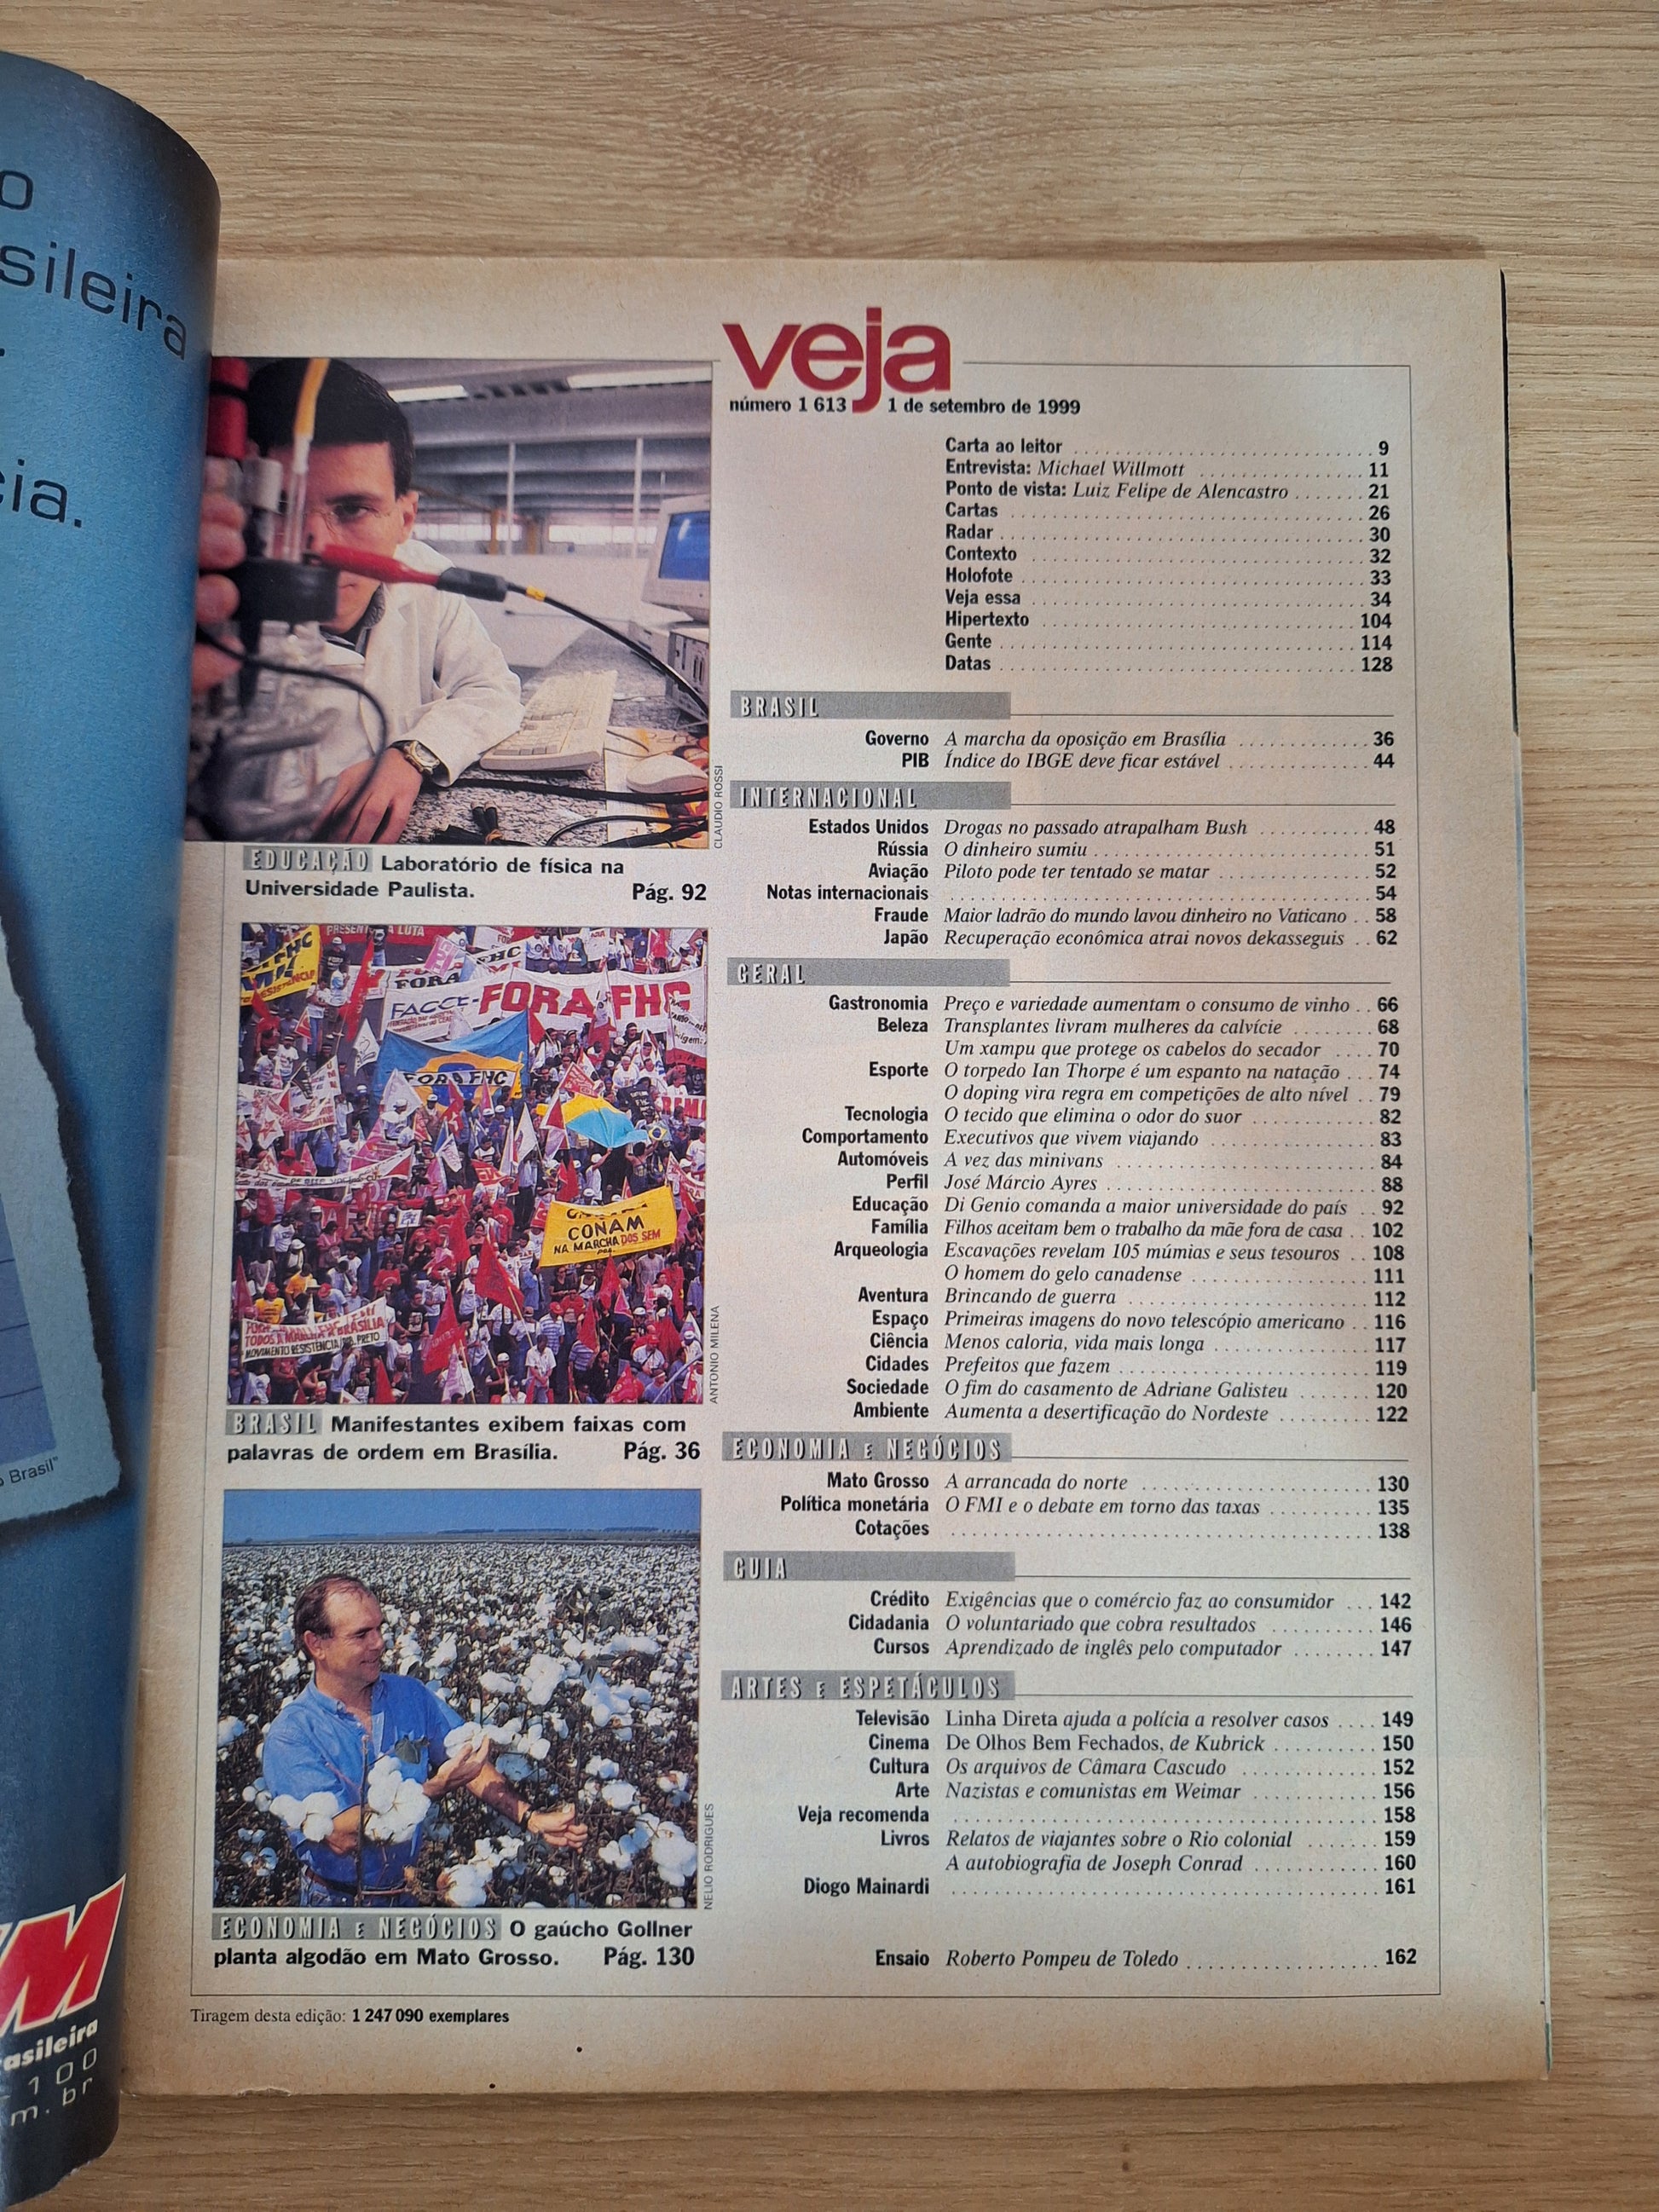 o
sileira
cia.
o Brasil"
M
asileira
100
m.br
veja
número 1 613 1 de setembro de 1999
Carta ao leitor 9
Entrevista: Michael Willmott 11
Ponto de vista: Luiz Felipe de Alencastro 21
Cartas 26
Radar 30
Contexto 32
Holofote 33
Veja essa 34
Hipertexto 104
Gente 114
Datas 128
BRASIL
Governo A marcha da oposição em Brasília 36
PIB Índice do IBGE deve ficar estável 44
INTERNACIONAL
Estados Unidos Drogas no passado atrapalham Bush 48
Rússia O dinheiro sumiu 51
Aviação Piloto pode ter tentado se matar 52
Notas internacionais 54
Fraude Maior ladrão do mundo lavou dinheiro no Vaticano 58
Japão Recuperação econômica atrai novos dekasseguis 62
GERAL
Gastronomia Preço e variedade aumentam o consumo de vinho 66
Beleza Transplantes livram mulheres da calvície 68
Um xampu que protege os cabelos do secador 70
Esporte O torpedo Ian Thorpe é um espanto na natação 74
O doping vira regra em competições de alto nível 79
Tecnologia O tecido que elimina o odor do suor 82
Comportamento Executivos que vivem viajando 83
Automóveis A vez das minivans 84
Perfil José Márcio Ayres 88
Educação Di Genio comanda a maior universidade do país 92
Família Filhos aceitam bem o trabalho da mãe fora de casa 102
Arqueologia Escavações revelam 105 múmias e seus tesouros 108
O homem do gelo canadense 111
Aventura Brincando de guerra 112
Espaço Primeiras imagens do novo telescópio americano 116
Ciência Menos caloria, vida mais longa 117
Cidades Prefeitos que fazem 119
Sociedade O fim do casamento de Adriane Galisteu 120
Ambiente Aumenta a desertificação do Nordeste 122
ECONOMIA E NEGÓCIOS
Mato Grosso A arrancada do norte 130
Política monetária O FMI e o debate em torno das taxas 135
Cotações 138
GUIA
Crédito Exigências que o comércio faz ao consumidor 142
Cidadania O voluntariado que cobra resultados 146
Cursos Aprendizado de inglês pelo computador 147
ARTES E ESPETÁCULOS
Televisão Linha Direta ajuda a polícia a resolver casos 149
Cinema De Olhos Bem Fechados, de Kubrick 150
Cultura Os arquivos de Câmara Cascudo 152
Arte Nazistas e comunistas em Weimar 156
Veja recomenda 158
Livros Relatos de viajantes sobre o Rio colonial 159
A autobiografia de Joseph Conrad 160
Diogo Mainardi 161
Ensaio Roberto Pompeu de Toledo 162
CLAUDIO ROSSI
EDUCAÇÃO Laboratório de física na
Universidade Paulista. Pág. 92
PRESENTE A LUTA
FORA FHC
FACCE-FORA FHC
FORA FHC
CONAM
NA MARCHA DOS SEM
MOVIMENTO RESISTÊNCIA
ANTONIO MILENA
BRASIL Manifestantes exibem faixas com
palavras de ordem em Brasília. Pág. 36
NELIO RODRIGUES
ECONOMIA E NEGÓCIOS O gaúcho Gollner
planta algodão em Mato Grosso. Pág. 130
Tiragem desta edição: 1 247 090 exemplares